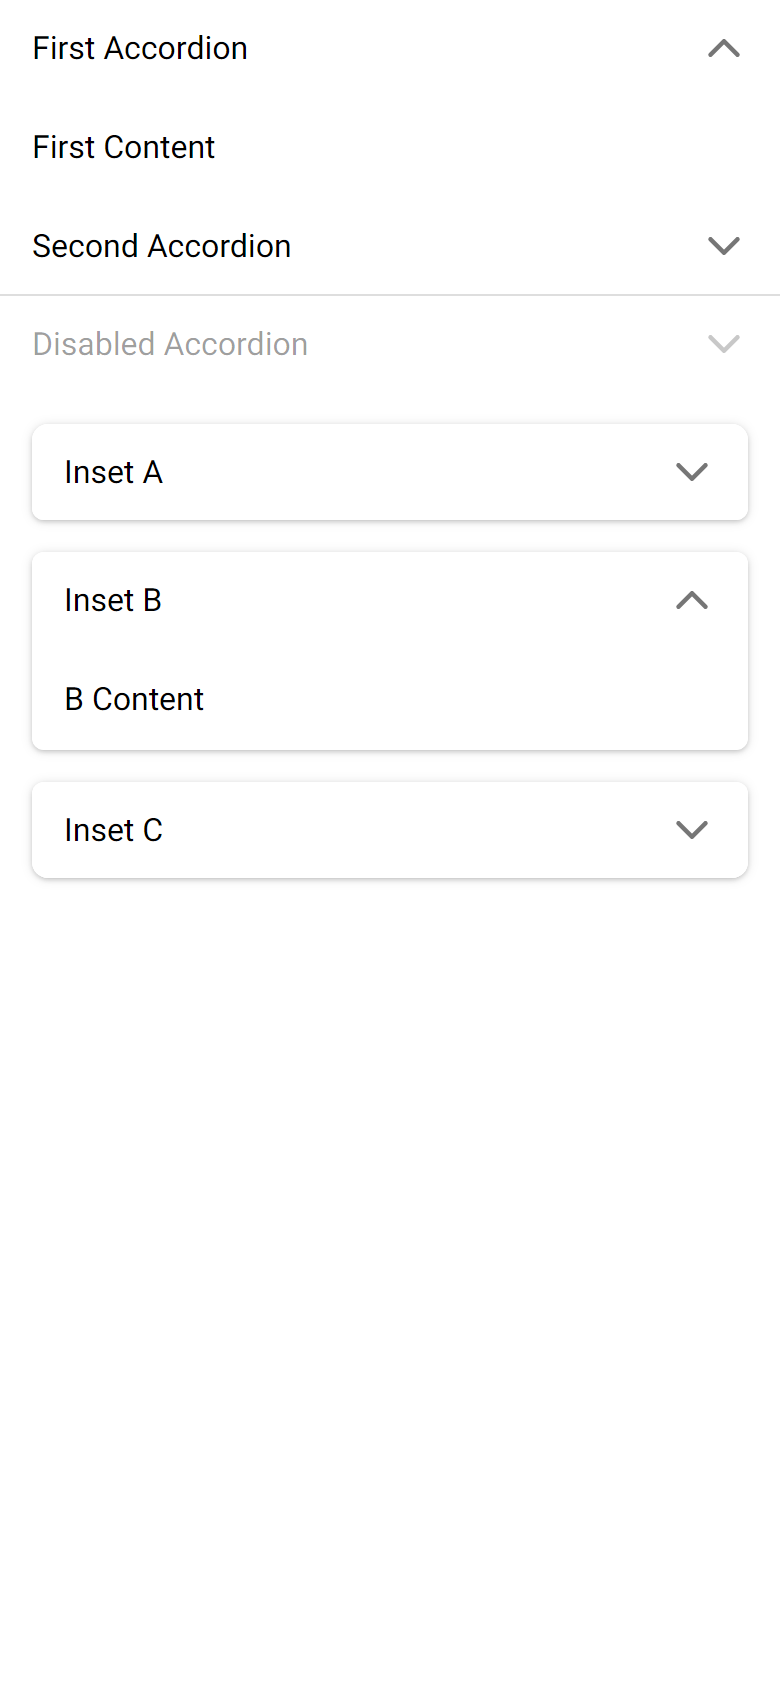 First Accordion
First Content
Second Accordion
Disabled Accordion
Inset A
Inset B
B Content
Inset C